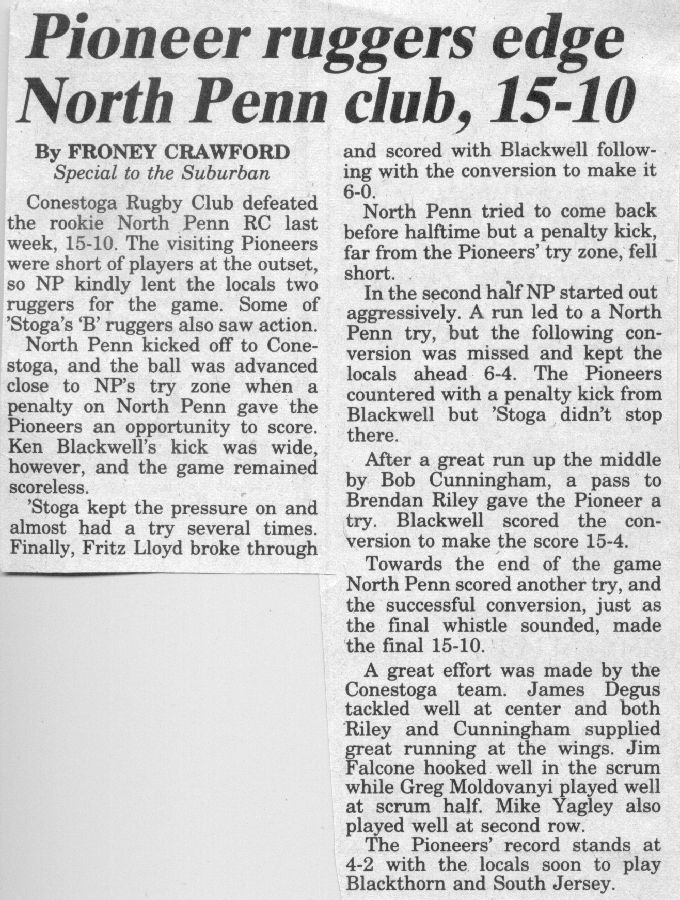 Pioneer ruggers edge
North Penn club, 15-10
By FRONEY CRAWFORD
Special to the Suburban
Conestoga Rugby Club defeated
the rookie North Penn RC last
week, 15-10. The visiting Pioneers
were short of players at the outset,
so NP kindly lent the locals two
ruggers for the game. Some of
'Stoga's 'B' ruggers also saw action.
North Penn kicked off to Cone-
stoga, and the ball was advanced
close to NP's try zone when a
penalty on North Penn gave the
Pioneers an opportunity to score.
Ken Blackwell's kick was wide,
however, and the game remained
scoreless.
'Stoga kept the pressure on and
almost had a try several times.
Finally, Fritz Lloyd broke through
and scored with Blackwell follow-
ing with the conversion to make it
6-0.
North Penn tried to come back
before halftime but a penalty kick,
far from the Pioneers' try zone, fell
short.
In the second half NP started out
aggressively. A run led to a North
Penn try, but the following con-
version was missed and kept the
locals ahead 6-4. The Pioneers
countered with a penalty kick from
Blackwell but 'Stoga didn't stop
there.
After a great run up the middle
by Bob Cunningham, a pass to
Brendan Riley gave the Pioneer a
try. Blackwell scored the con-
version to make the score 15-4.
Towards the end of the game
North Penn scored another try, and
the successful conversion, just as
the final whistle sounded, made
the final 15-10.
A great effort was made by the
Conestoga team. James Degus
tackled well at center and both
Riley and Cunningham supplied
great running at the wings. Jim
Falcone hooked well in the scrum
while Greg Moldovanyi played well
at scrum half. Mike Yagley also
played well at second row.
The Pioneers' record stands at
4-2 with the locals soon to play
Blackthorn and South Jersey.